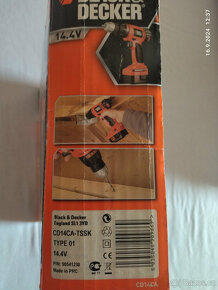 BLACK&
DECKER
14.4V
16.9.2024 12:37
Black & Decker
England SL1 3YD
CD14CA-TSSK
TYPE 01
14.4V
P/N: 90541210
Made in PRC
CD14CA